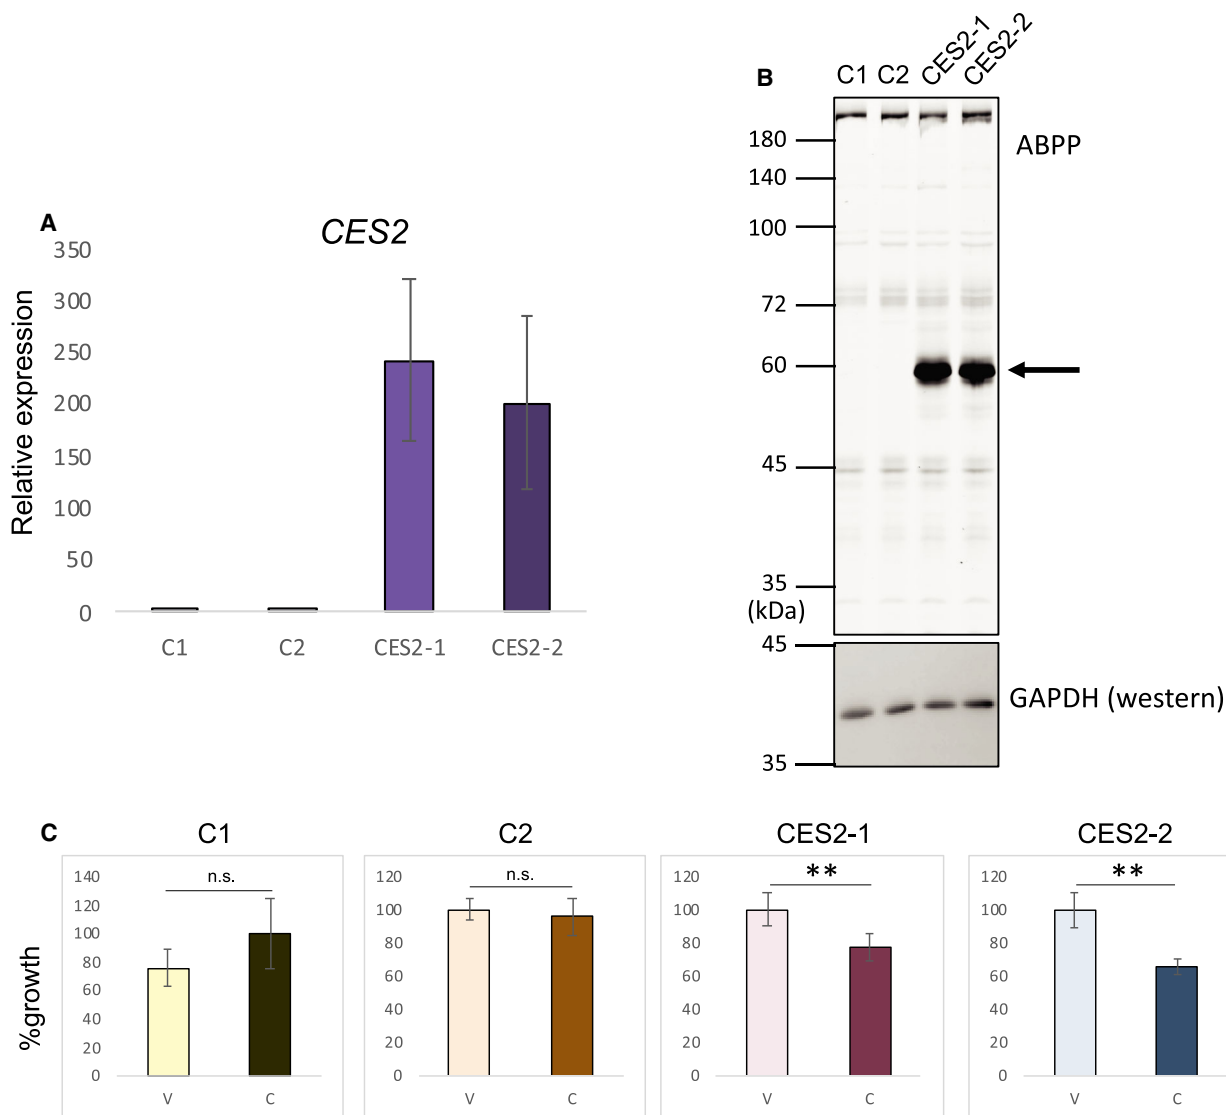 A
CES2
Relative expression
350
300
250
200
150
100
50
0
C1 C2 CES2-1 CES2-2
B
C1 C2 CES2-1 CES2-2
180
140
100
72
60
45
35
(kDa)
ABPP
45
35
GAPDH (western)
C
%growth
C1
n.s.
140
120
100
80
60
40
20
0
V C
C2
n.s.
120
100
80
60
40
20
0
V C
CES2-1
**
120
100
80
60
40
20
0
V C
CES2-2
**
120
100
80
60
40
20
0
V C